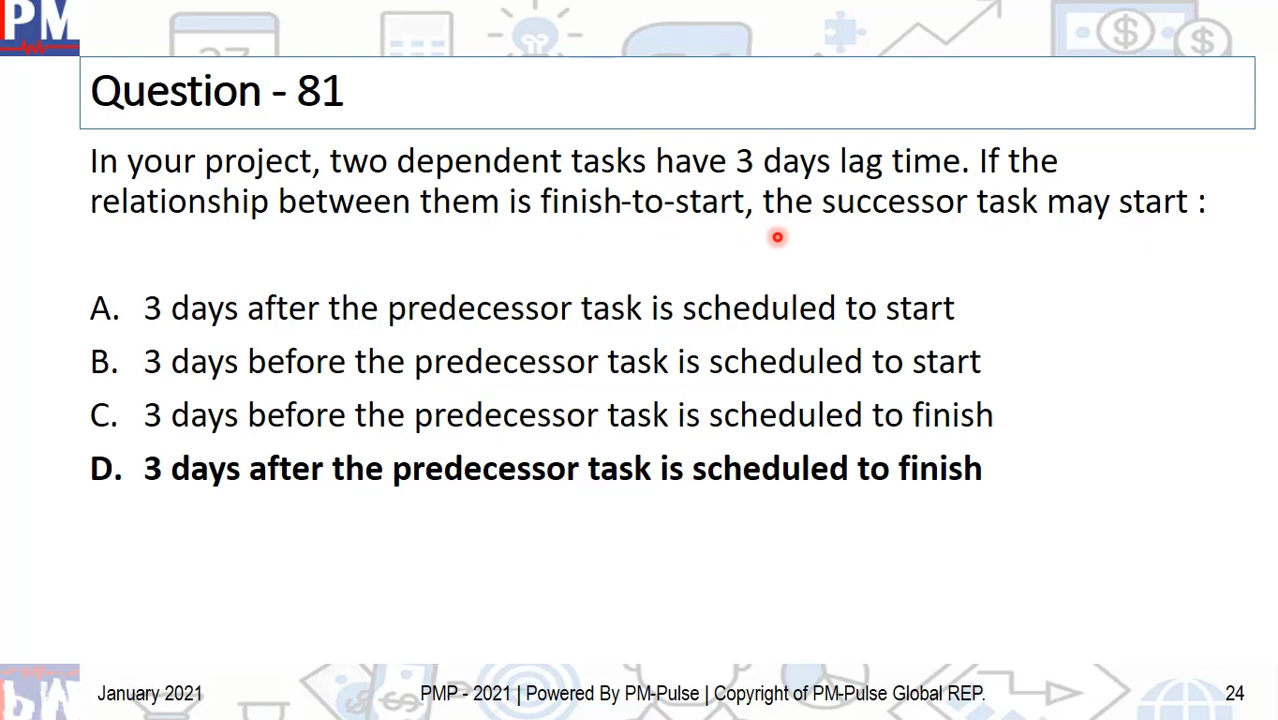 PM
27
Question - 81
In your project, two dependent tasks have 3 days lag time. If the
relationship between them is finish-to-start, the successor task may start :
A. 3 days after the predecessor task is scheduled to start
B. 3 days before the predecessor task is scheduled to start
C. 3 days before the predecessor task is scheduled to finish
D. 3 days after the predecessor task is scheduled to finish
January 2021
PMP - 2021 | Powered By PM-Pulse | Copyright of PM-Pulse Global REP.
24